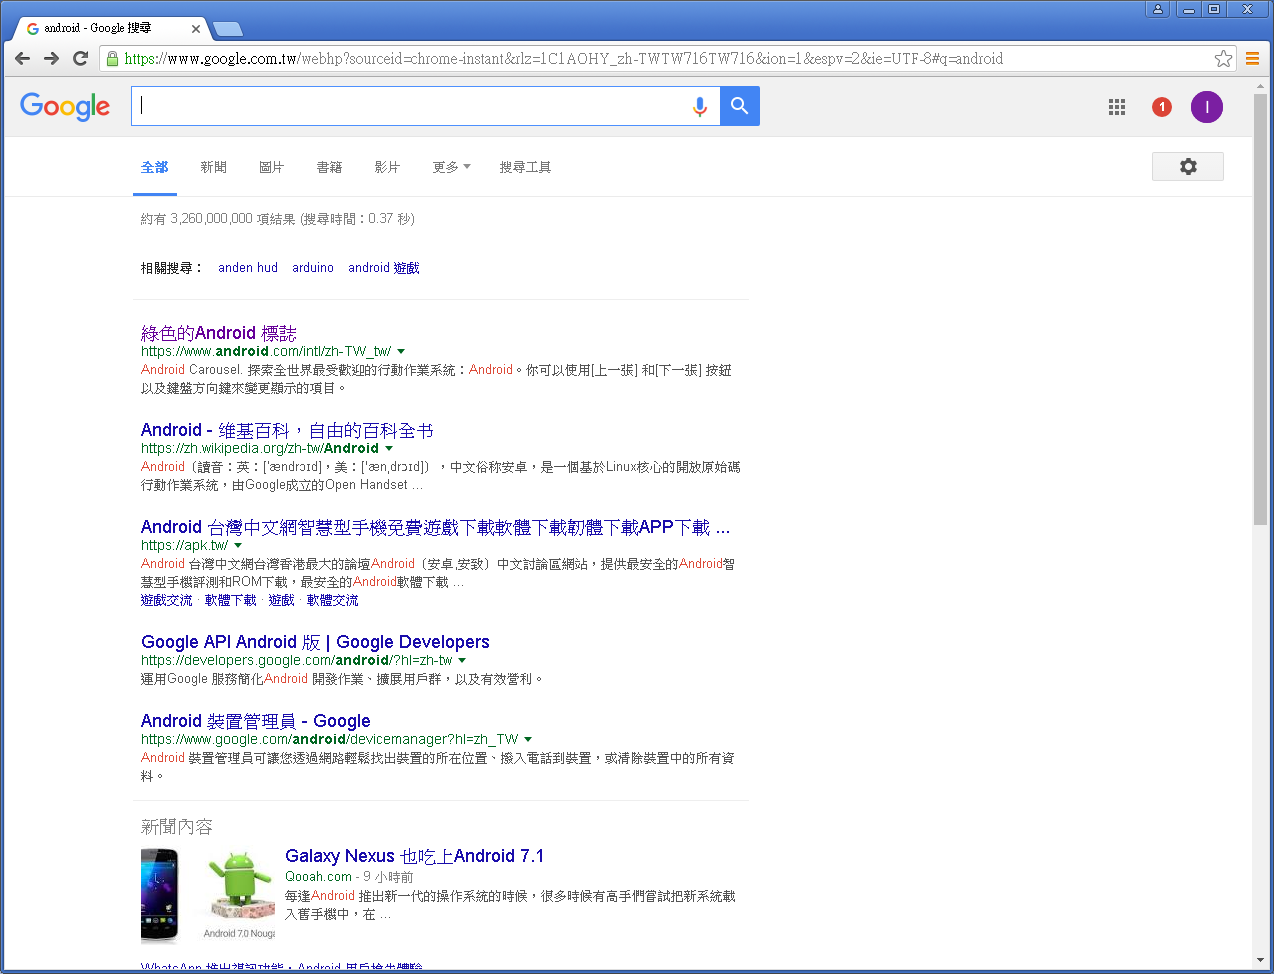 android - Google 搜尋
https://www.google.com.tw/webhp?sourceid=chrome-instant&rlz=1C1AOHY_zh-TWTW716TW716&ion=1&espv=2&ie=UTF-8#q=android
Google
1
I
全部 新聞 圖片 書籍 影片 更多 搜尋工具
約有 3,260,000,000 項結果 (搜尋時間：0.37 秒)
相關搜尋： anden hud arduino android 遊戲
綠色的Android 標誌
https://www.android.com/intl/zh-TW_tw/
Android Carousel. 探索全世界最受歡迎的行動作業系統：Android。你可以使用[上一張] 和[下一張] 按鈕
以及鍵盤方向鍵來變更顯示的項目。
Android - 维基百科，自由的百科全书
https://zh.wikipedia.org/zh-tw/Android
Android（讀音：英：['ændrɔɪd]，美：['æn,drɔɪd]），中文俗称安卓，是一個基於Linux核心的開放原始碼
行動作業系統，由Google成立的Open Handset ...
Android 台灣中文網智慧型手機免費遊戲下載軟體下載韌體下載APP下載 ...
https://apk.tw/
Android 台灣中文網台灣香港最大的論壇Android（安卓,安致）中文討論區網站，提供最安全的Android智
慧型手機評測和ROM下載，最安全的Android軟體下載 ...
遊戲交流 · 軟體下載 · 遊戲 · 軟體交流
Google API Android 版 | Google Developers
https://developers.google.com/android/?hl=zh-tw
運用Google 服務簡化Android 開發作業、擴展用戶群，以及有效營利。
Android 裝置管理員 - Google
https://www.google.com/android/devicemanager?hl=zh_TW
Android 裝置管理員可讓您透過網路輕鬆找出裝置的所在位置、撥入電話到裝置，或清除裝置中的所有資
料。
新聞內容
Galaxy Nexus 也吃上Android 7.1
Qooah.com - 9 小時前
每逢Android 推出新一代的操作系統的時候，很多時候有高手們嘗試把新系統載
入舊手機中，在 ...
Android 7.0 Nouga
WhatsApp 推出視訊功能，Android 用戶搶先體驗